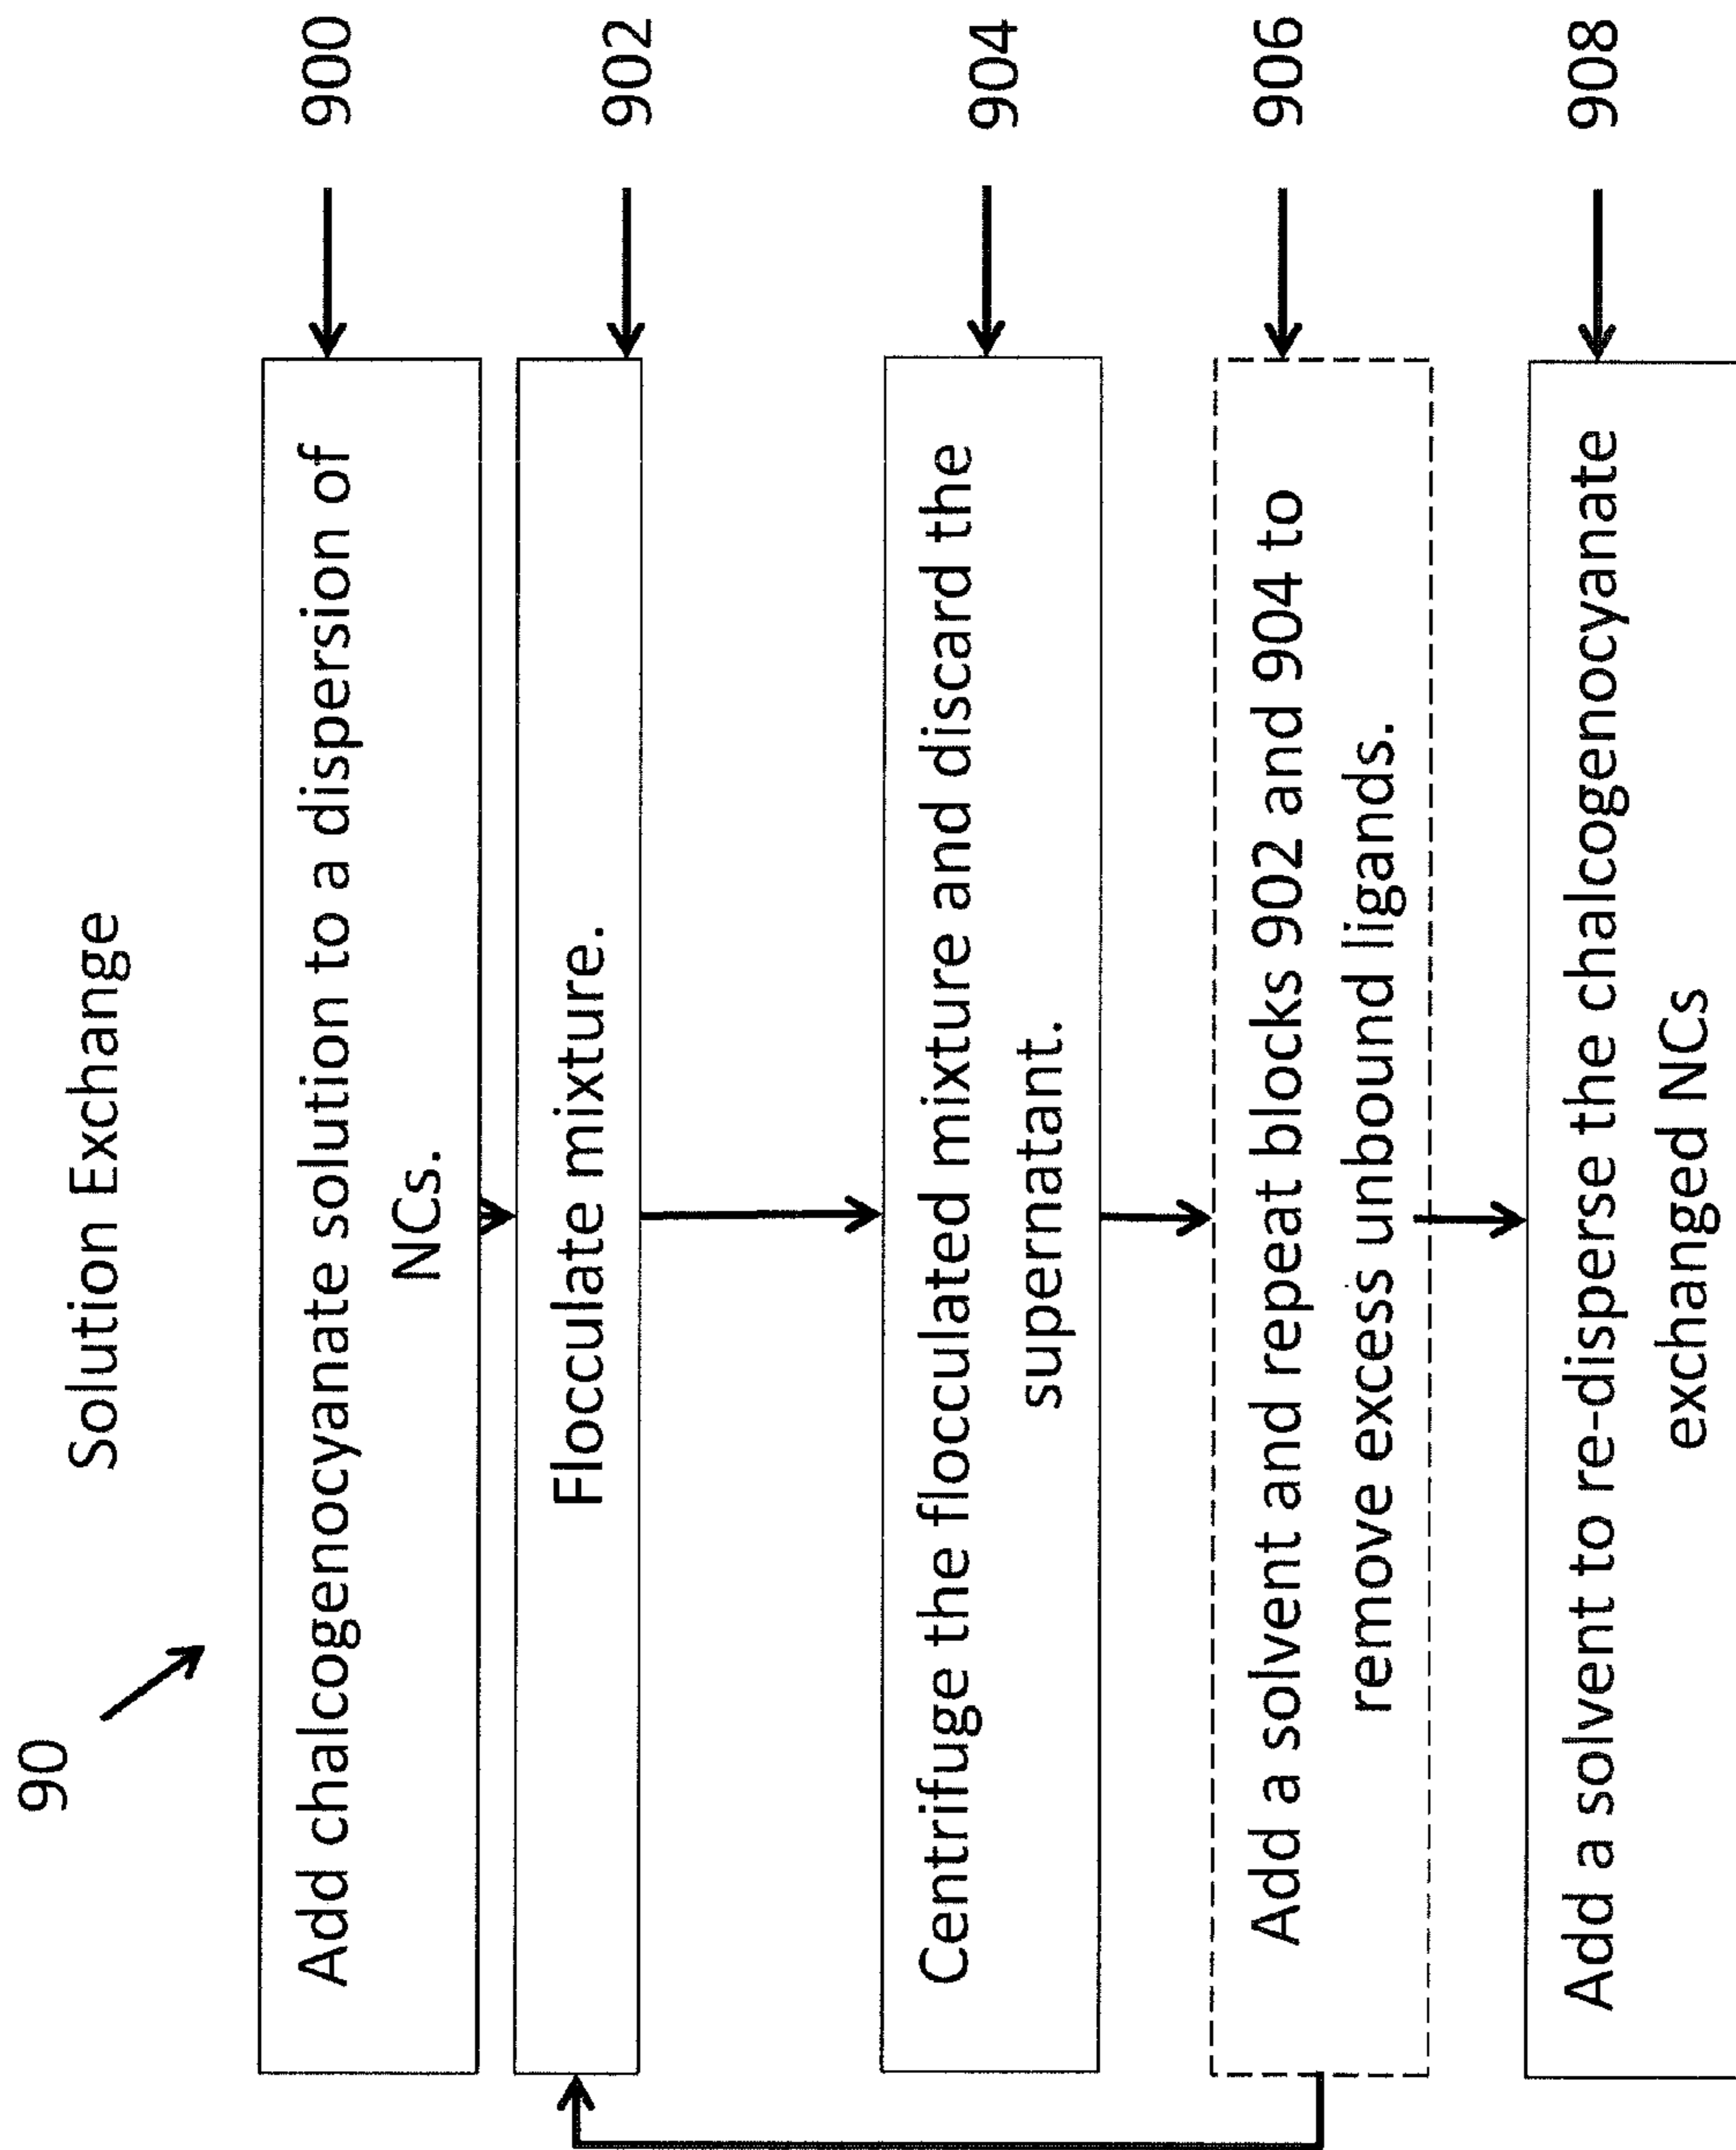 90
Solution Exchange
Add chalcogenocyanate solution to a dispersion of
NCs.
900
Flocculate mixture.
902
Centrifuge the flocculated mixture and discard the
supernatant.
904
Add a solvent and repeat blocks 902 and 904 to
remove excess unbound ligands.
906
Add a solvent to re-disperse the chalcogenocyanate
exchanged NCs
908